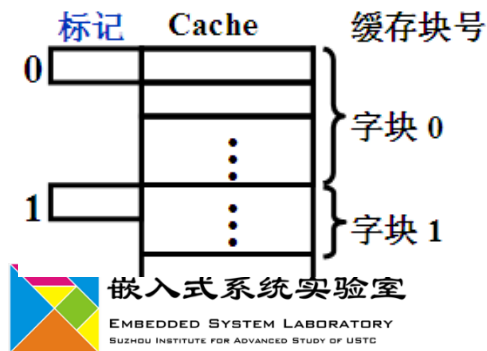 标记 Cache 缓存块号
0
字块 0
1
字块 1
嵌入式系统实验室
EMBEDDED SYSTEM LABORATORY
SUZHOU INSTITUTE FOR ADVANCED STUDY OF USTC